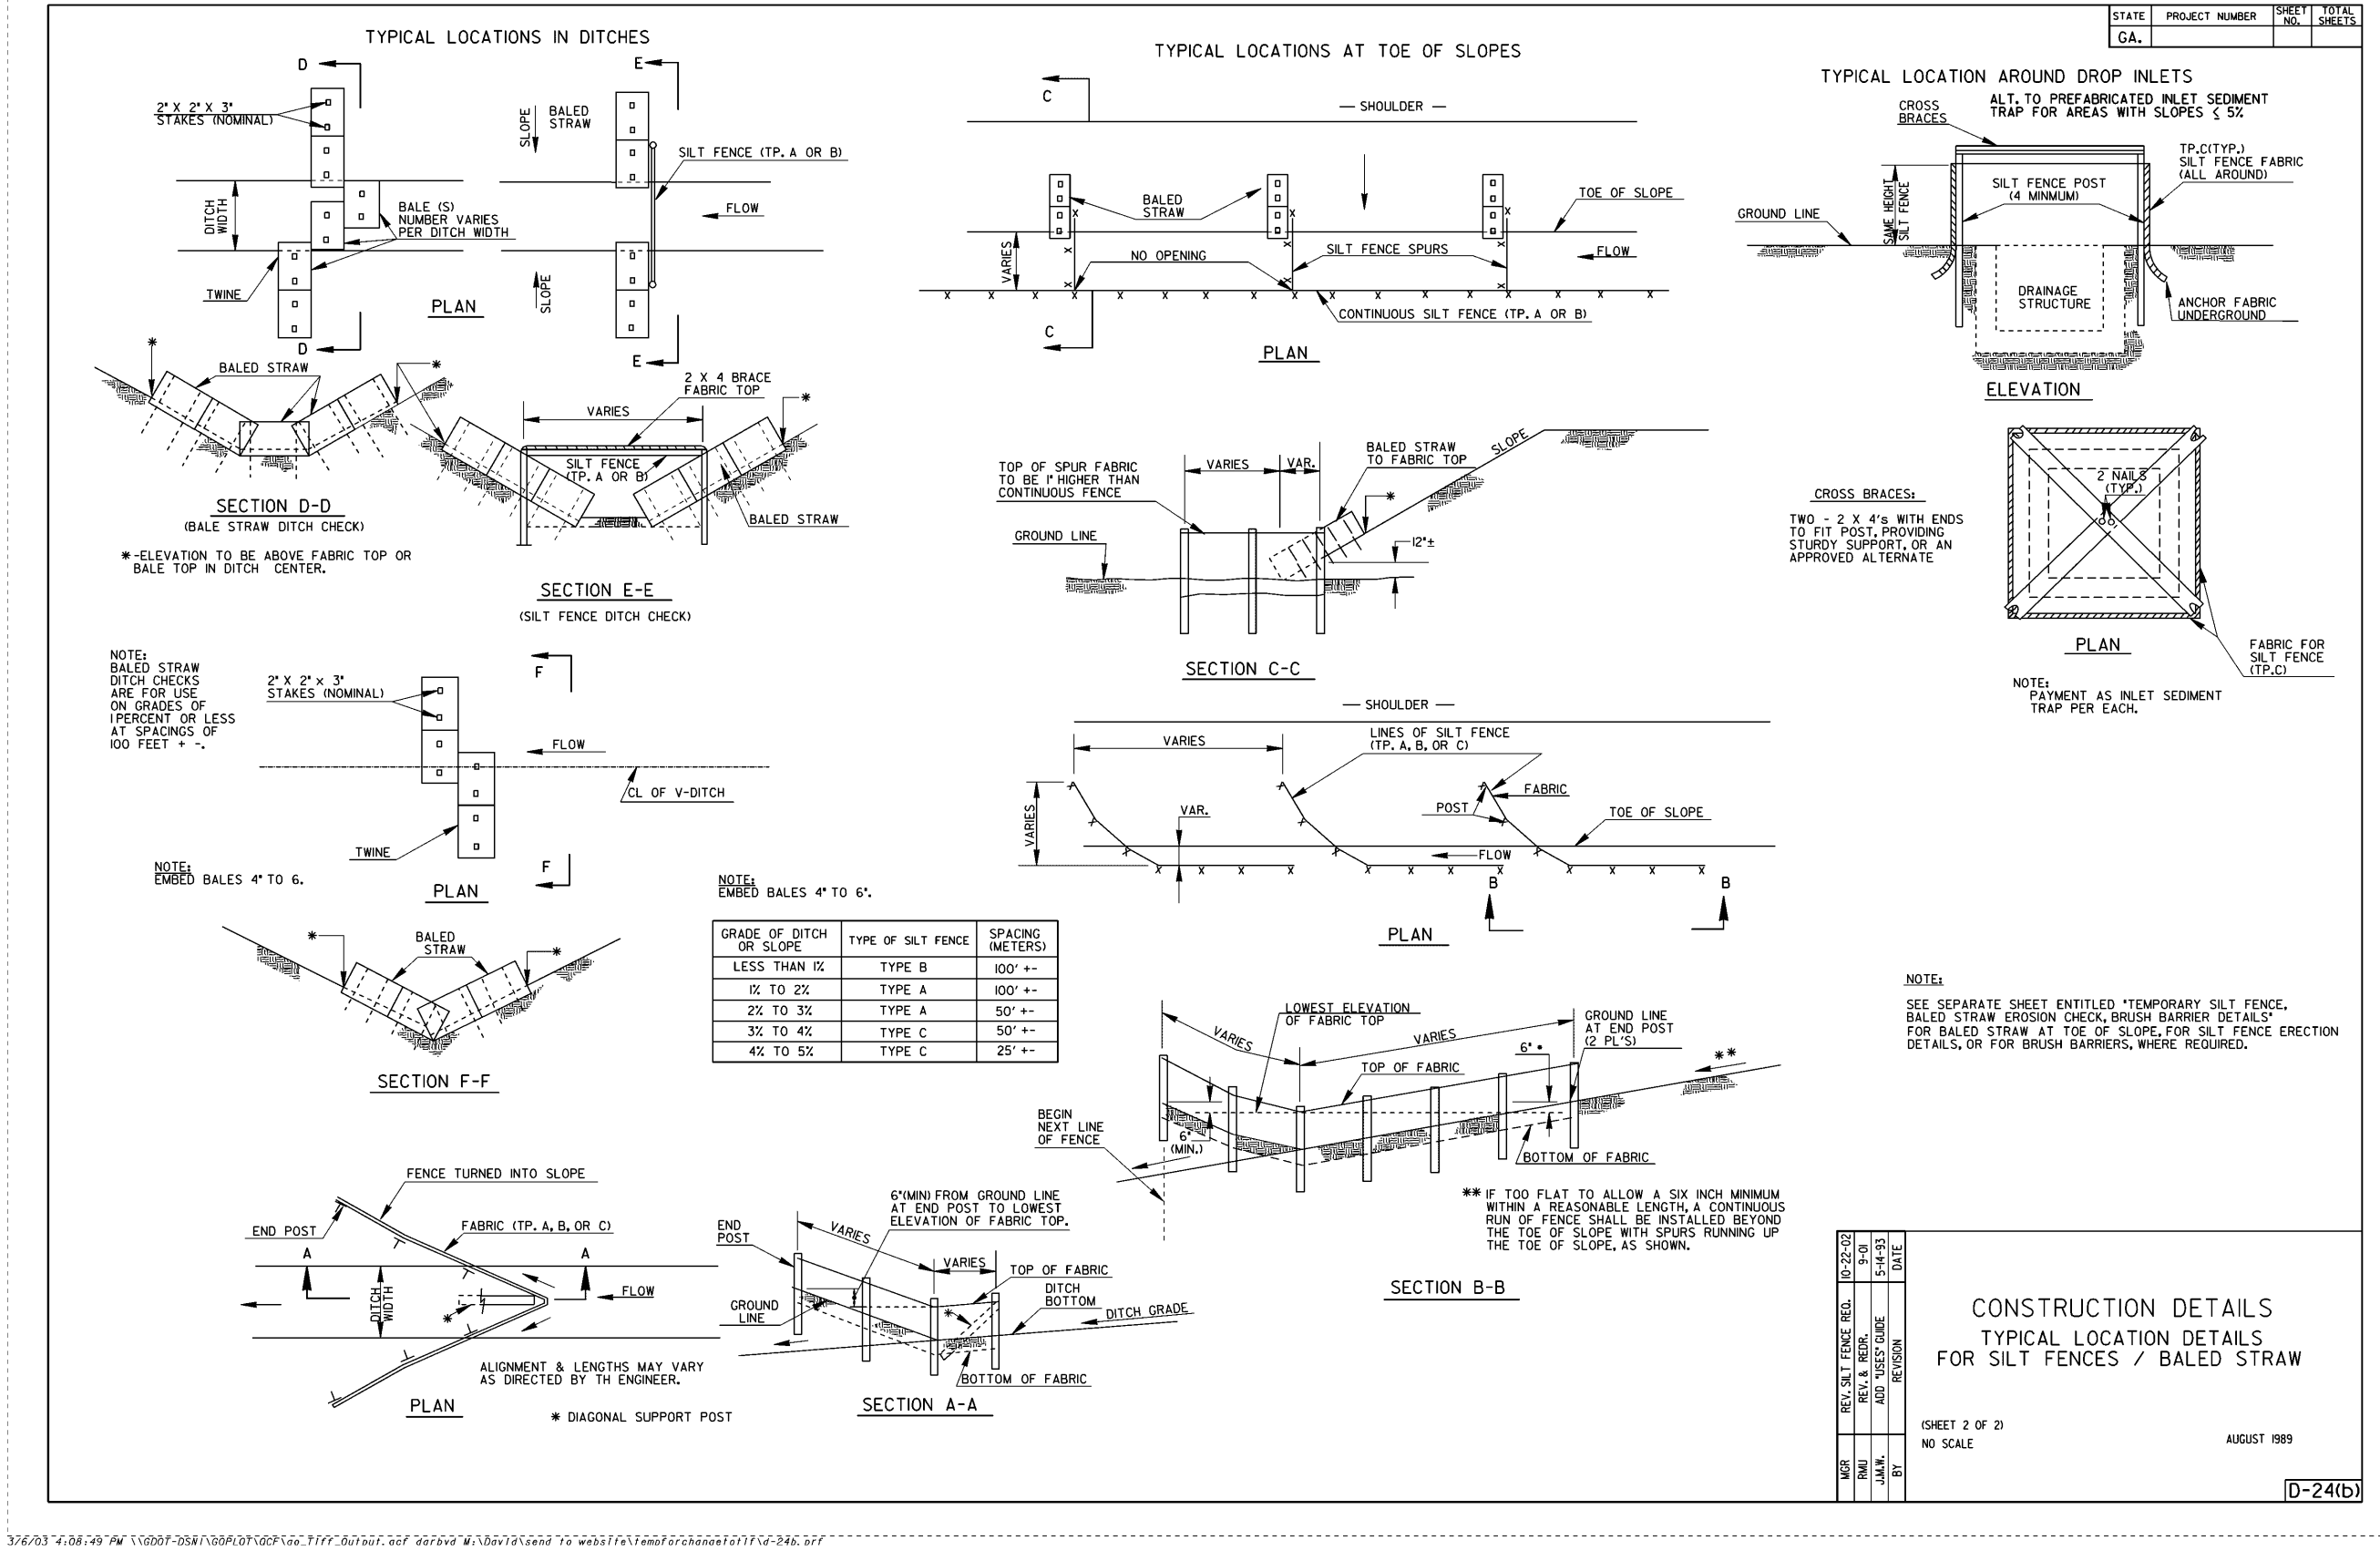 STATE
PROJECT NUMBER
SHEET NO.
TOTAL SHEETS
GA.
TYPICAL LOCATIONS IN DITCHES
D
E
2" X 2" X 3"
STAKES (NOMINAL)
SLOPE
BALED
STRAW
SILT FENCE (TP. A OR B)
DITCH
WIDTH
BALE (S)
NUMBER VARIES
PER DITCH WIDTH
FLOW
TWINE
SLOPE
PLAN
D
E
*
BALED STRAW
*
2 X 4 BRACE
FABRIC TOP
VARIES
*
SILT FENCE
(TP. A OR B)
BALED STRAW
SECTION D-D
(BALE STRAW DITCH CHECK)
*-ELEVATION TO BE ABOVE FABRIC TOP OR
BALE TOP IN DITCH CENTER.
SECTION E-E
(SILT FENCE DITCH CHECK)
TYPICAL LOCATIONS AT TOE OF SLOPES
C
— SHOULDER —
BALED
STRAW
TOE OF SLOPE
VARIES
NO OPENING
SILT FENCE SPURS
FLOW
CONTINUOUS SILT FENCE (TP. A OR B)
C
PLAN
TOP OF SPUR FABRIC
TO BE 1" HIGHER THAN
CONTINUOUS FENCE
VARIES
VAR.
BALED STRAW
TO FABRIC TOP
SLOPE
*
GROUND LINE
12"±
SECTION C-C
TYPICAL LOCATION AROUND DROP INLETS
ALT. TO PREFABRICATED INLET SEDIMENT
TRAP FOR AREAS WITH SLOPES ≤ 5%
CROSS
BRACES
TP.C(TYP.)
SILT FENCE FABRIC
(ALL AROUND)
SILT FENCE POST
(4 MINMUM)
GROUND LINE
SAME HEIGHT
SILT FENCE
DRAINAGE
STRUCTURE
ANCHOR FABRIC
UNDERGROUND
ELEVATION
2 NAILS
(TYP.)
CROSS BRACES:
TWO - 2 X 4's WITH ENDS
TO FIT POST, PROVIDING
STURDY SUPPORT, OR AN
APPROVED ALTERNATE
PLAN
FABRIC FOR
SILT FENCE
(TP.C)
NOTE:
PAYMENT AS INLET SEDIMENT
TRAP PER EACH.
NOTE:
BALED STRAW
DITCH CHECKS
ARE FOR USE
ON GRADES OF
1PERCENT OR LESS
AT SPACINGS OF
100 FEET + -.
2" X 2" x 3"
STAKES (NOMINAL)
F
FLOW
CL OF V-DITCH
TWINE
F
NOTE:
EMBED BALES 4" TO 6.
PLAN
NOTE:
EMBED BALES 4" TO 6".
*
BALED
STRAW
*
SECTION F-F
GRADE OF DITCH OR SLOPE
TYPE OF SILT FENCE
SPACING (METERS)
LESS THAN 1% TYPE B 100' +-
1% TO 2% TYPE A 100' +-
2% TO 3% TYPE A 50' +-
3% TO 4% TYPE C 50' +-
4% TO 5% TYPE C 25' +-
— SHOULDER —
VARIES
LINES OF SILT FENCE
(TP. A, B, OR C)
VARIES
VAR.
POST
FABRIC
TOE OF SLOPE
FLOW
B
B
PLAN
LOWEST ELEVATION
OF FABRIC TOP
VARIES
VARIES
GROUND LINE
AT END POST
(2 PL'S)
6" •
TOP OF FABRIC
**
BEGIN
NEXT LINE
OF FENCE
6"
(MIN.)
BOTTOM OF FABRIC
** IF TOO FLAT TO ALLOW A SIX INCH MINIMUM
WITHIN A REASONABLE LENGTH, A CONTINUOUS
RUN OF FENCE SHALL BE INSTALLED BEYOND
THE TOE OF SLOPE WITH SPURS RUNNING UP
THE TOE OF SLOPE, AS SHOWN.
SECTION B-B
NOTE:
SEE SEPARATE SHEET ENTITLED "TEMPORARY SILT FENCE,
BALED STRAW EROSION CHECK, BRUSH BARRIER DETAILS"
FOR BALED STRAW AT TOE OF SLOPE, FOR SILT FENCE ERECTION
DETAILS, OR FOR BRUSH BARRIERS, WHERE REQUIRED.
FENCE TURNED INTO SLOPE
END POST
FABRIC (TP. A, B, OR C)
A
A
DITCH
WIDTH
FLOW
*
ALIGNMENT & LENGTHS MAY VARY
AS DIRECTED BY TH ENGINEER.
PLAN
* DIAGONAL SUPPORT POST
6"(MIN) FROM GROUND LINE
AT END POST TO LOWEST
ELEVATION OF FABRIC TOP.
END
POST
VARIES
VARIES
TOP OF FABRIC
DITCH
BOTTOM
GROUND
LINE
*
DITCH GRADE
BOTTOM OF FABRIC
SECTION A-A
MGR REV. SILT FENCE REQ. 10-22-02
RMU REV. & REDR. 9-01
J.M.W. ADD "USES" GUIDE 5-14-93
BY REVISION DATE
CONSTRUCTION DETAILS
TYPICAL LOCATION DETAILS
FOR SILT FENCES / BALED STRAW
(SHEET 2 OF 2)
NO SCALE
AUGUST 1989
D-24(b)
3/6/03 4:08:49 PM \\GDOT-DSN1\GOPLOT\QCF\go_Tiff_Output.qcf darbyd M:\David\send to website\tempforchangetotif\d-24b.prf